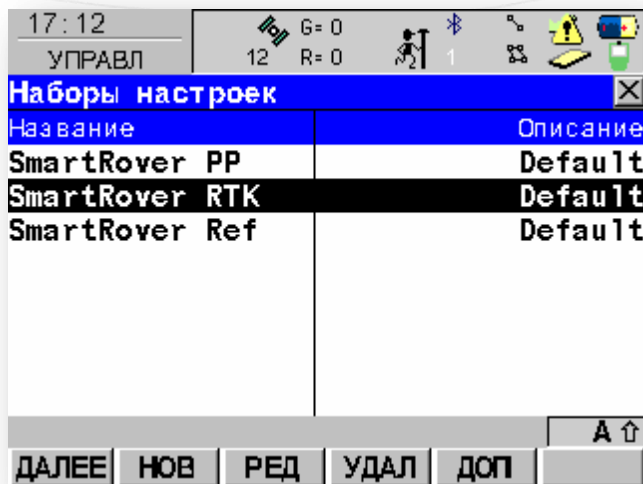 17:12
УПРАВЛ
G= 0
12 R= 0
1
Наборы настроек
Название Описание
SmartRover PP Default
SmartRover RTK Default
SmartRover Ref Default
A
ДАЛЕЕ НОВ РЕД УДАЛ ДОП